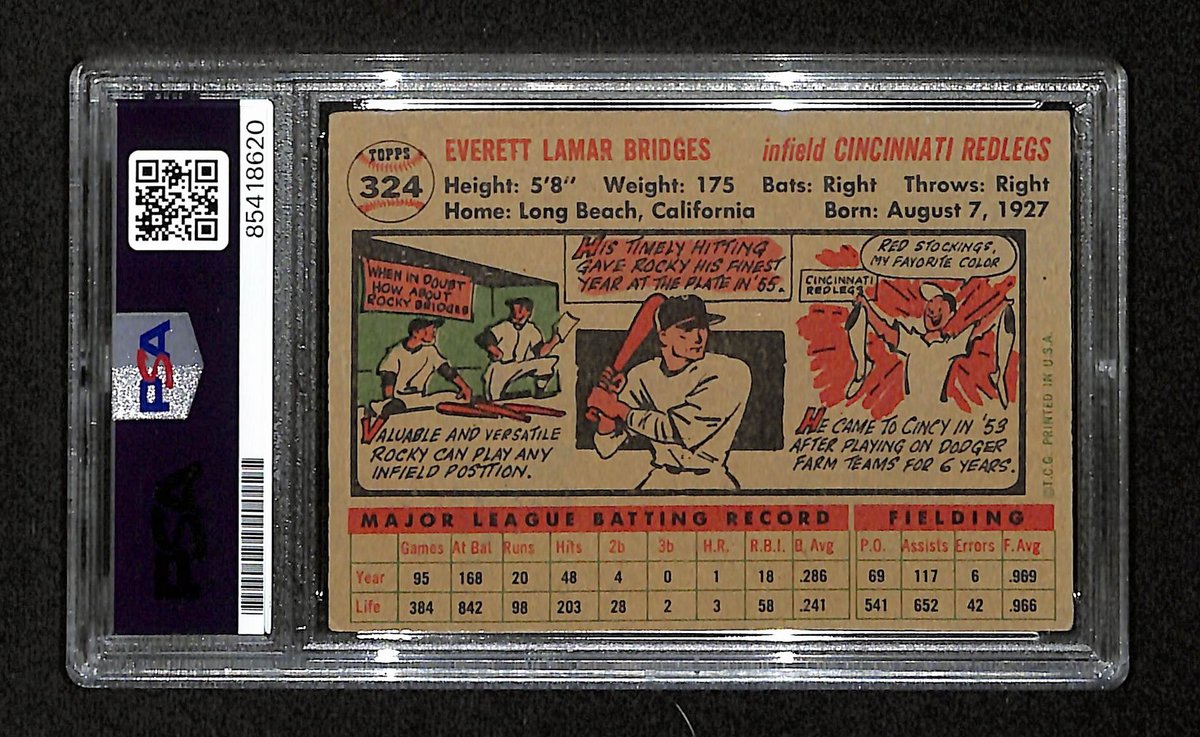 85418620
PSA
PSA
TOPPS
324
EVERETT LAMAR BRIDGES infield CINCINNATI REDLEGS
Height: 5'8" Weight: 175 Bats: Right Throws: Right
Home: Long Beach, California Born: August 7, 1927
WHEN IN DOUBT
HOW ABOUT
ROCKY BRIDGES
VALUABLE AND VERSATILE
ROCKY CAN PLAY ANY
INFIELD POSITION.
HIS TIMELY HITTING
GAVE ROCKY HIS FINEST
YEAR AT THE PLATE IN '55.
RED STOCKINGS,
MY FAVORITE COLOR
CINCINNATI
REDLEGS
HE CAME TO CINCY IN '53
AFTER PLAYING ON DODGER
FARM TEAMS FOR 6 YEARS.
©T.C.G. PRINTED IN U.S.A.
MAJOR LEAGUE BATTING RECORD FIELDING
Games At Bat Runs Hits 2b 3b H.R. R.B.I. B. Avg P.O. Assists Errors F.Avg
Year 95 168 20 48 4 0 1 18 .286 69 117 6 .969
Life 384 842 98 203 28 2 3 58 .241 541 652 42 .966